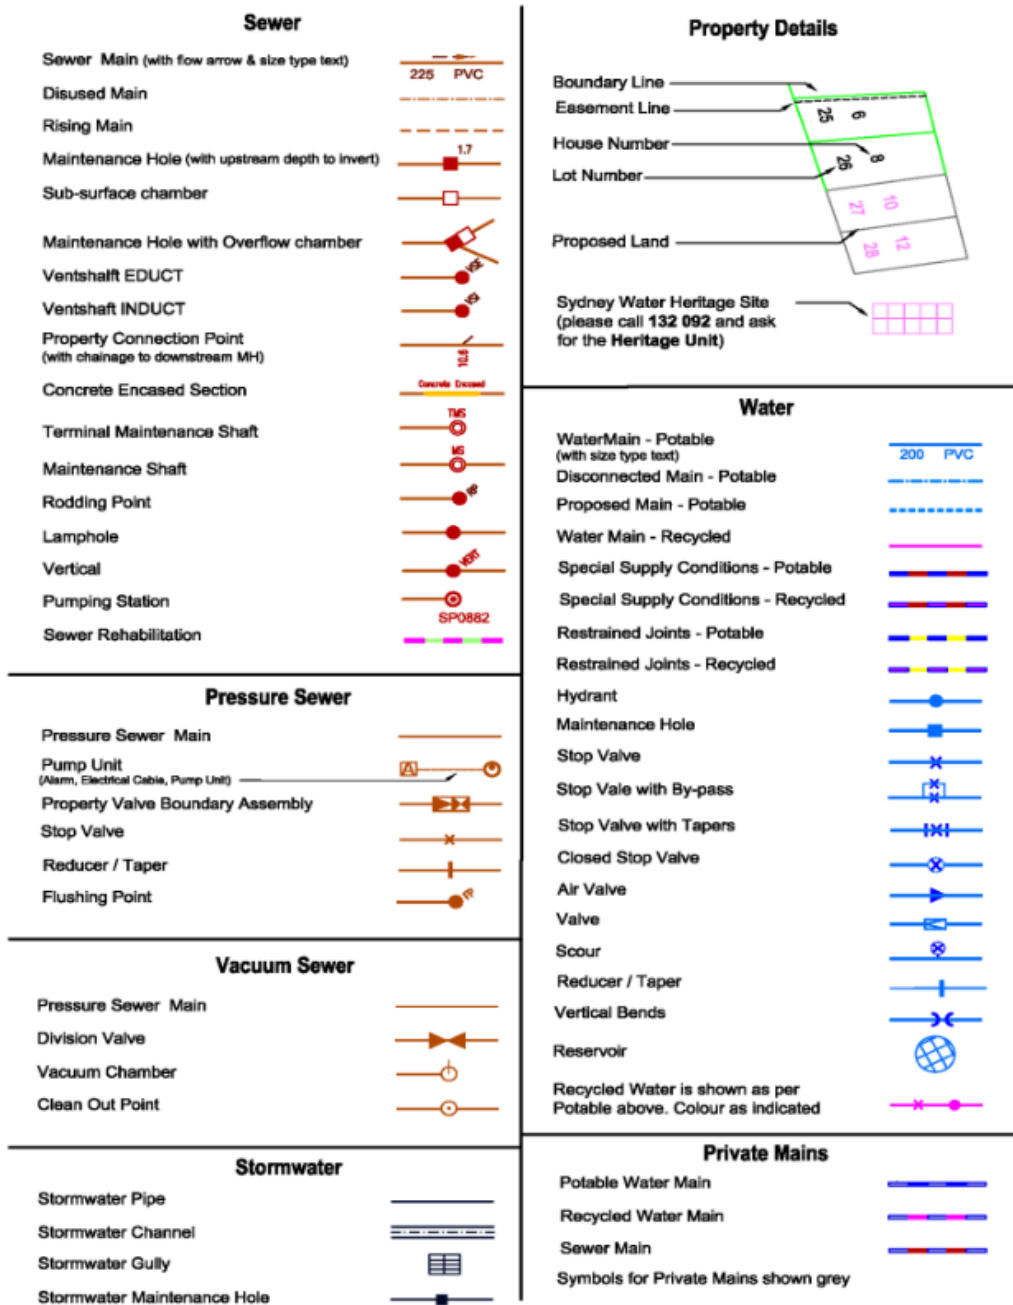 Sewer
Sewer Main (with flow arrow & size type text)
225 PVC
Disused Main
Rising Main
Maintenance Hole (with upstream depth to invert)
1.7
Sub-surface chamber
Maintenance Hole with Overflow chamber
Ventshalft EDUCT
VSE
Ventshaft INDUCT
VSI
Property Connection Point
(with chainage to downstream MH)
10.6
Concrete Encased Section
Concrete Encased
Terminal Maintenance Shaft
TMS
Maintenance Shaft
MS
Rodding Point
RP
Lamphole
Vertical
VERT
Pumping Station
SP0882
Sewer Rehabilitation
Pressure Sewer
Pressure Sewer Main
Pump Unit
(Alarm, Electrical Cable, Pump Unit)
A
Property Valve Boundary Assembly
Stop Valve
Reducer / Taper
Flushing Point
FP
Vacuum Sewer
Pressure Sewer Main
Division Valve
Vacuum Chamber
Clean Out Point
Stormwater
Stormwater Pipe
Stormwater Channel
Stormwater Gully
Stormwater Maintenance Hole
Property Details
Boundary Line
Easement Line
House Number
Lot Number
Proposed Land
25 6
26 8
27 10
28 12
Sydney Water Heritage Site
(please call 132 092 and ask
for the Heritage Unit)
Water
WaterMain - Potable
(with size type text)
200 PVC
Disconnected Main - Potable
Proposed Main - Potable
Water Main - Recycled
Special Supply Conditions - Potable
Special Supply Conditions - Recycled
Restrained Joints - Potable
Restrained Joints - Recycled
Hydrant
Maintenance Hole
Stop Valve
Stop Vale with By-pass
Stop Valve with Tapers
Closed Stop Valve
Air Valve
Valve
Scour
Reducer / Taper
Vertical Bends
Reservoir
Recycled Water is shown as per
Potable above. Colour as indicated
Private Mains
Potable Water Main
Recycled Water Main
Sewer Main
Symbols for Private Mains shown grey